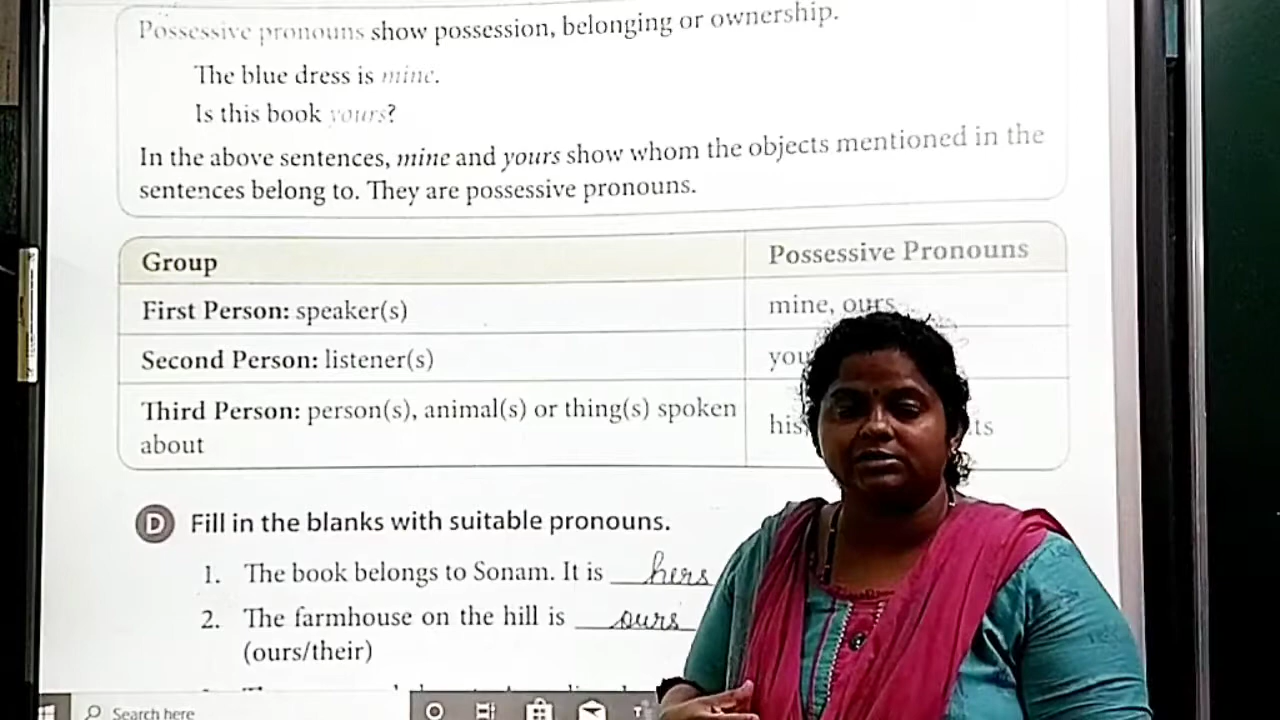 Possessive pronouns show possession, belonging or ownership.
The blue dress is mine.
Is this book yours?
In the above sentences, mine and yours show whom the objects mentioned in the
sentences belong to. They are possessive pronouns.
Group Possessive Pronouns
First Person: speaker(s) mine, ours
Second Person: listener(s)
Third Person: person(s), animal(s) or thing(s) spoken
about
D Fill in the blanks with suitable pronouns.
1. The book belongs to Sonam. It is hers
2. The farmhouse on the hill is ours
(ours/their)
Search here